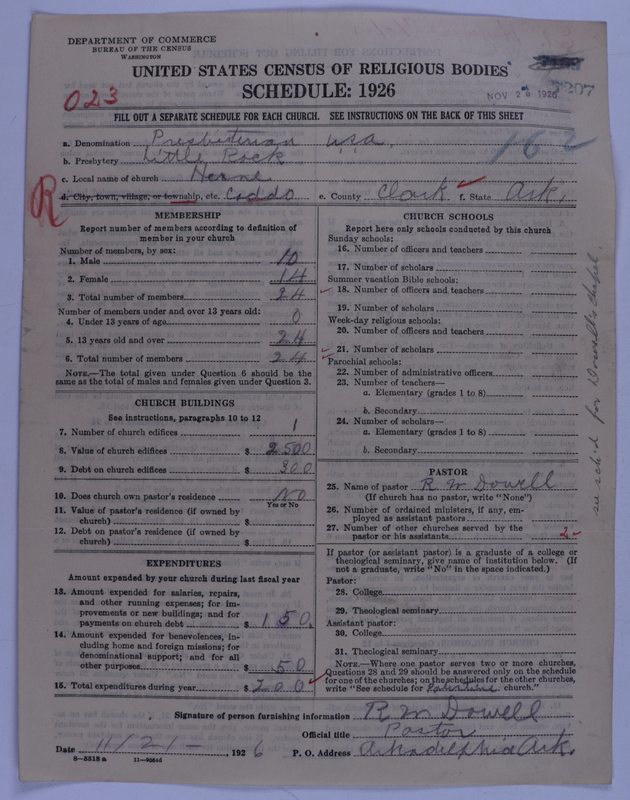 DEPARTMENT OF COMMERCE
BUREAU OF THE CENSUS
WASHINGTON
UNITED STATES CENSUS OF RELIGIOUS BODIES
SCHEDULE: 1926
023
NOV 26 1926
FILL OUT A SEPARATE SCHEDULE FOR EACH CHURCH. SEE INSTRUCTIONS ON THE BACK OF THIS SHEET
162
a. Denomination Presbyterian U.S.A.
b. Presbytery Little Rock
c. Local name of church
R
d. City, town, village, or township, etc. Caddo e. County Clark f. State Ark.
MEMBERSHIP
Report number of members according to definition of
member in your church
Number of members, by sex:
1. Male 10
2. Female 14
3. Total number of members 24
Number of members under and over 13 years old:
4. Under 13 years of age 0
5. 13 years old and over 24
6. Total number of members 24
NOTE.—The total given under Question 6 should be
same as the total of males and females given under Question 3.
CHURCH BUILDINGS
See instructions, paragraphs 10 to 12
7. Number of church edifices 1
8. Value of church edifices $ 2500
9. Debt on church edifices $ 300
10. Does church own pastor's residence No
Yes or No
11. Value of pastor's residence (if owned by
church) $
12. Debt on pastor's residence (if owned by
church) $
EXPENDITURES
Amount expended by your church during last fiscal year
13. Amount expended for salaries, repairs,
and other running expenses; for im-
provements or new buildings; and for
payments on church debt $ 150.
14. Amount expended for benevolences, in-
cluding home and foreign missions; for
denominational support; and for all
other purposes $ 50
15. Total expenditures during year $ 200
CHURCH SCHOOLS
Report here only schools conducted by this church
Sunday schools:
16. Number of officers and teachers
17. Number of scholars
Summer vacation Bible schools:
18. Number of officers and teachers
19. Number of scholars
Week-day religious schools:
20. Number of officers and teachers
21. Number of scholars
Parochial schools:
22. Number of administrative officers
23. Number of teachers—
a. Elementary (grades 1 to 8)
b. Secondary
24. Number of scholars—
a. Elementary (grades 1 to 8)
b. Secondary
PASTOR
25. Name of pastor R M Dowell
(If church has no pastor, write "None")
26. Number of ordained ministers, if any, em-
ployed as assistant pastors
27. Number of other churches served by the
pastor or his assistants 2
If pastor (or assistant pastor) is a graduate of a college or
theological seminary, give name of institution below. (If
not a graduate, write "No" in the space indicated.)
Pastor:
28. College
29. Theological seminary
Assistant pastor:
30. College
31. Theological seminary
NOTE.—Where one pastor serves two or more churches,
Questions 28 and 29 should be answered only on the schedule
for one of the churches; on the schedules for the other churches,
write "See schedule for Palestine church."
see sch'd for Dowell's chapel.
Signature of person furnishing information R M Dowell
Official title Pastor
Date 11/21- 1926 P. O. Address Arkadelphia Ark.
8-5518 a